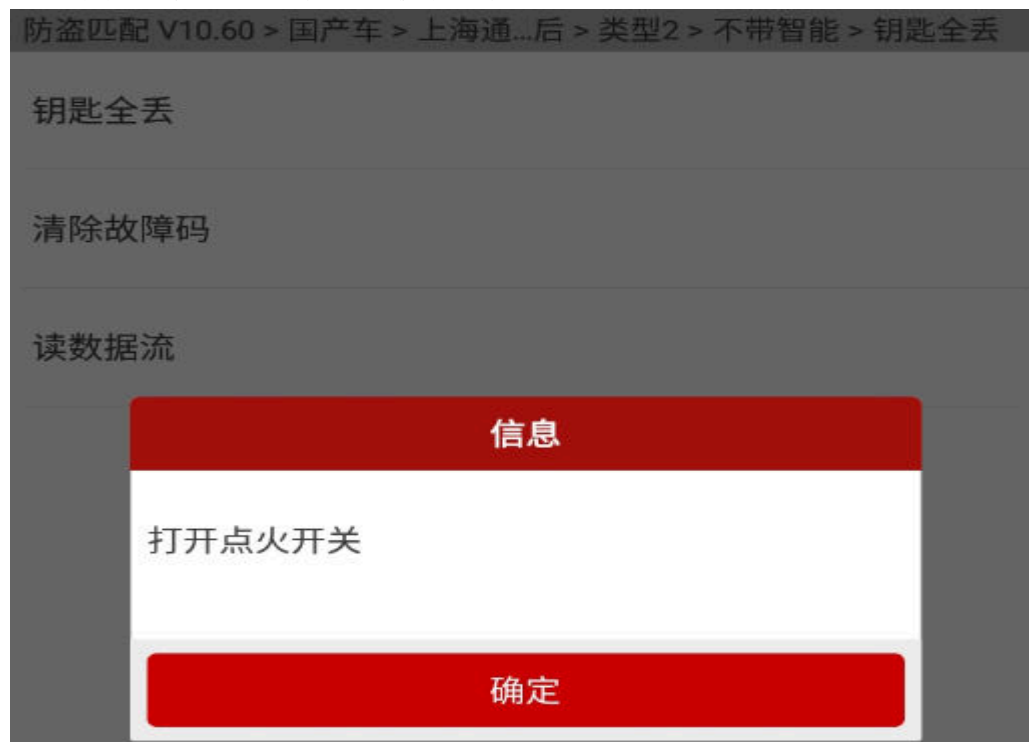 防盗匹配 V10.60 > 国产车 > 上海通...后 > 类型2 > 不带智能 > 钥匙全丢
钥匙全丢
清除故障码
读数据流
信息
打开点火开关
确定